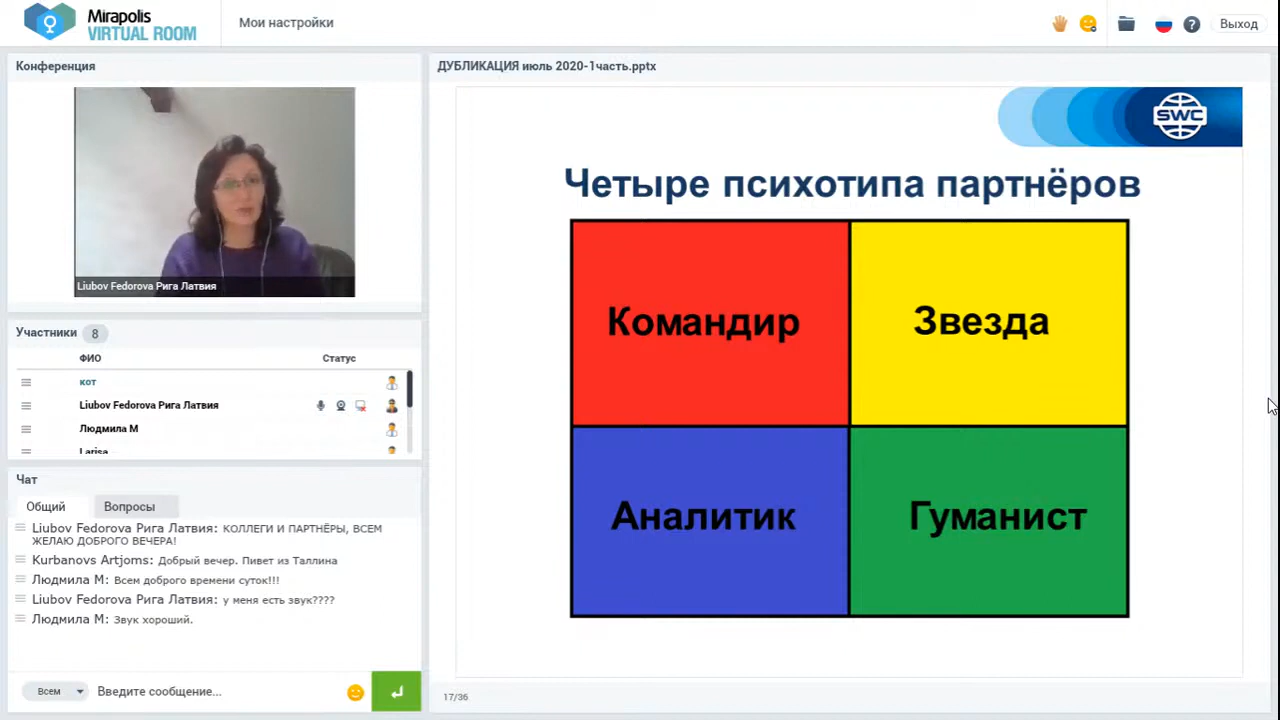 Mirapolis
VIRTUAL ROOM
Мои настройки
?
Выход
Конференция
Liubov Fedorova Рига Латвия
Участники 8
ФИО Статус
кот
Liubov Fedorova Рига Латвия
Людмила М
Larisa
Чат
Общий Вопросы
Liubov Fedorova Рига Латвия: КОЛЛЕГИ И ПАРТНЁРЫ, ВСЕМ
ЖЕЛАЮ ДОБРОГО ВЕЧЕРА!
Kurbanovs Artjoms: Добрый вечер. Пивет из Таллина
Людмила М: Всем доброго времени суток!!!
Liubov Fedorova Рига Латвия: у меня есть звук????
Людмила М: Звук хороший.
Всем Введите сообщение...
ДУБЛИКАЦИЯ июль 2020-1часть.pptx
SWC
Четыре психотипа партнёров
Командир Звезда
Аналитик Гуманист
17/36